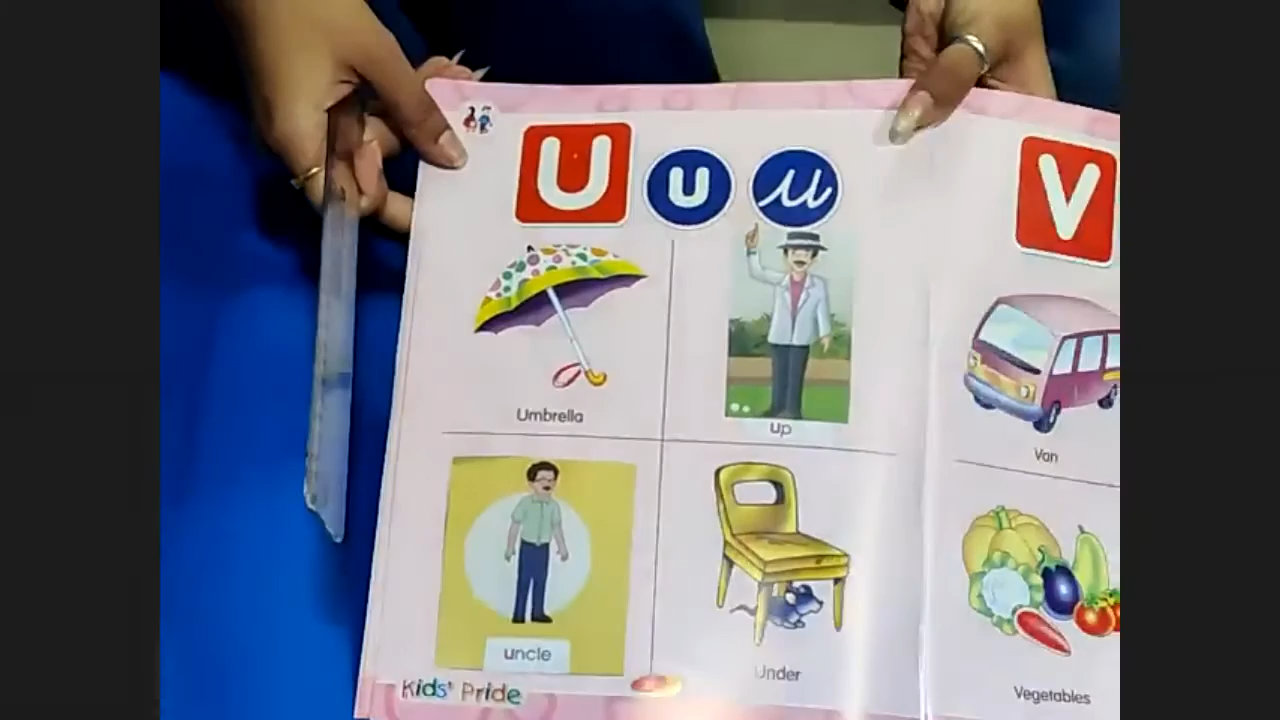 U u u
V
Umbrella
up
Van
uncle
Under
Vegetables
Kids' Pride